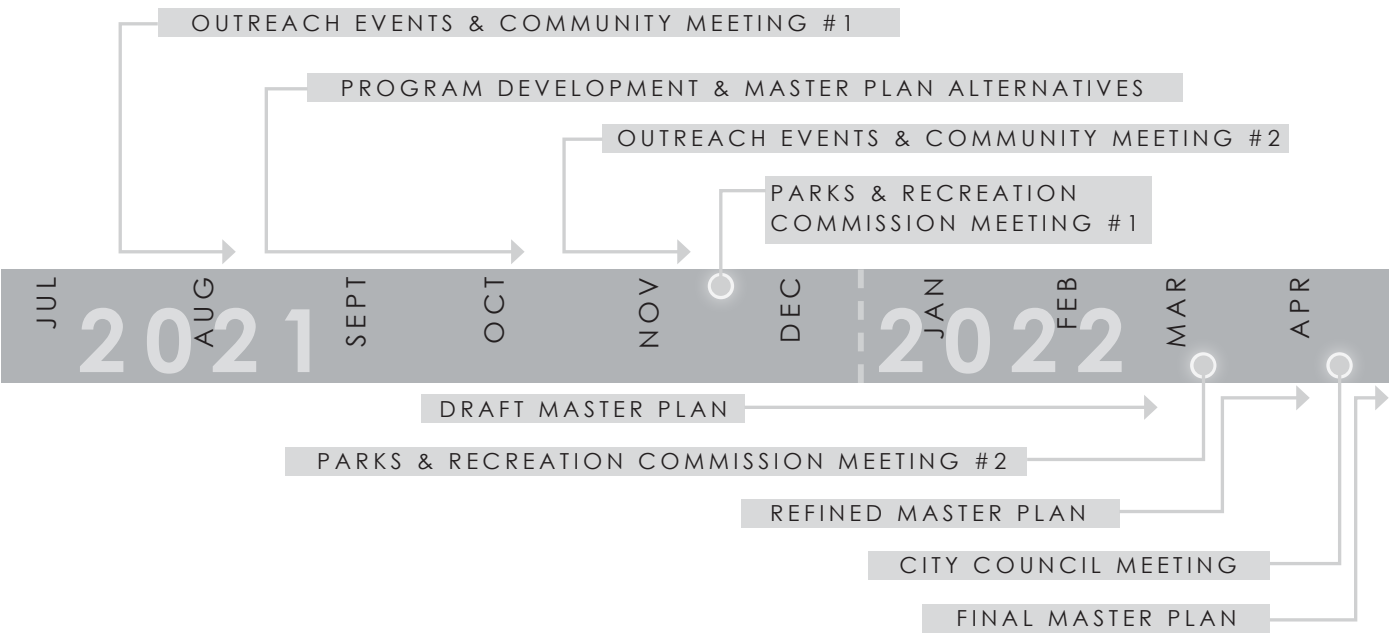 OUTREACH EVENTS & COMMUNITY MEETING #1
PROGRAM DEVELOPMENT & MASTER PLAN ALTERNATIVES
OUTREACH EVENTS & COMMUNITY MEETING #2
PARKS & RECREATION
COMMISSION MEETING #1
JUL
AUG
SEPT
OCT
NOV
DEC
JAN
FEB
MAR
APR
2021
2022
DRAFT MASTER PLAN
PARKS & RECREATION COMMISSION MEETING #2
REFINED MASTER PLAN
CITY COUNCIL MEETING
FINAL MASTER PLAN